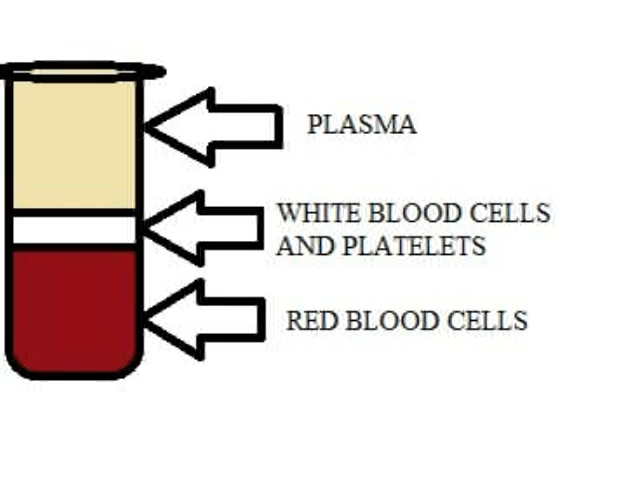 PLASMA
WHITE BLOOD CELLS
AND PLATELETS
RED BLOOD CELLS